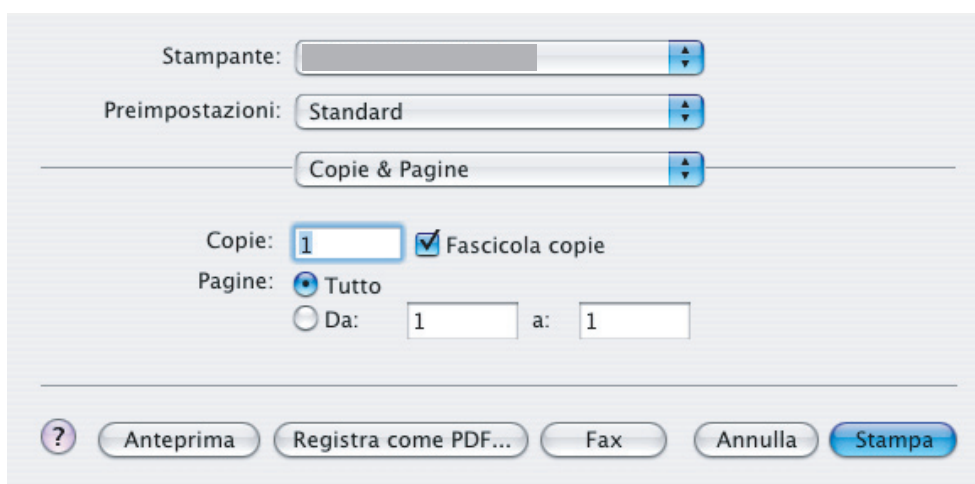 Stampante:
Preimpostazioni: Standard
Copie & Pagine
Copie: 1 Fascicola copie
Pagine: Tutto
Da: 1 a: 1
? Anteprima Registra come PDF... Fax Annulla Stampa